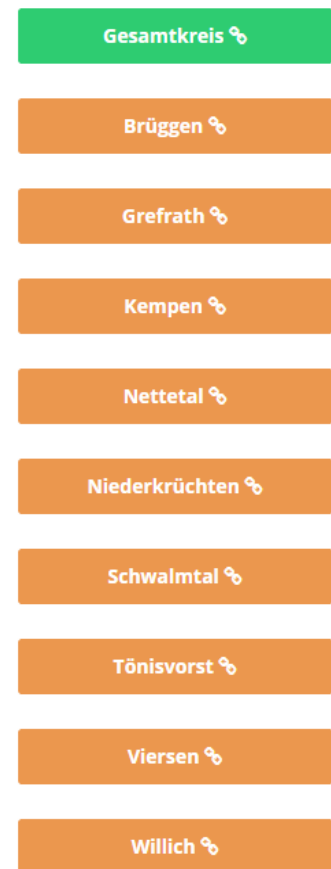 Gesamtkreis
Brüggen
Grefrath
Kempen
Nettetal
Niederkrüchten
Schwalmtal
Tönisvorst
Viersen
Willich